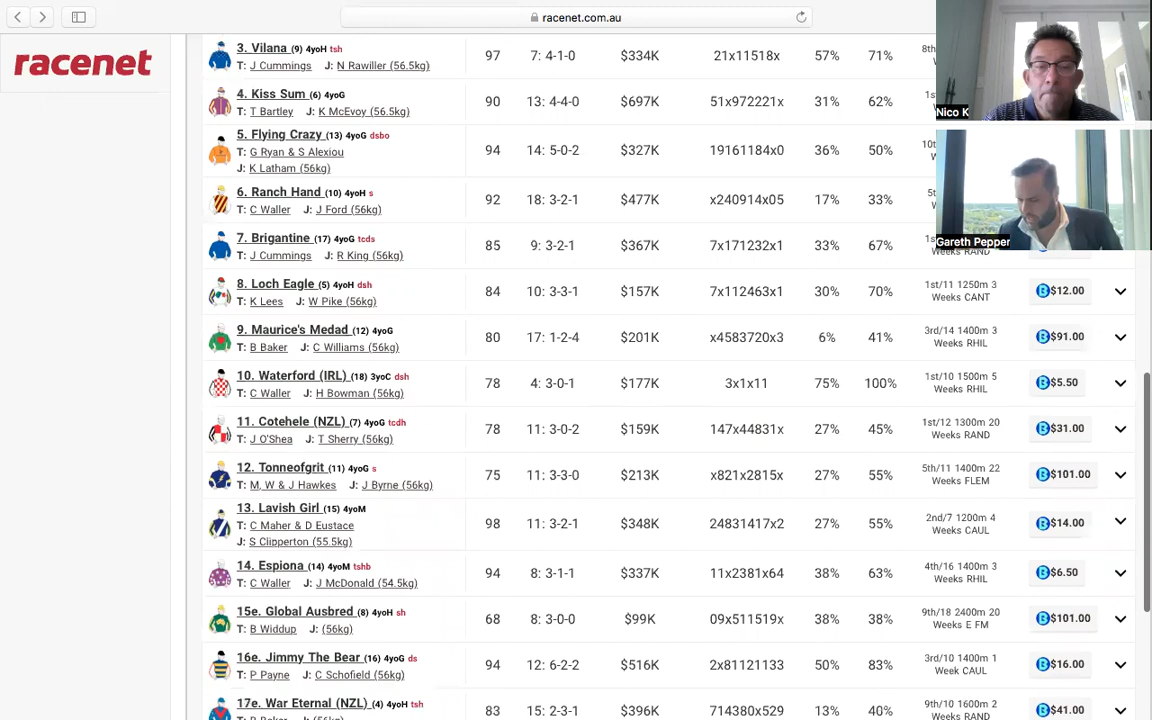 racenet.com.au
racenet
3. Vilana (9) 4yoH tsh
T: J Cummings J: N Rawiller (56.5kg)
97 7: 4-1-0 $334K 21x11518x 57% 71% 8th
Nico K
4. Kiss Sum (6) 4yoG
T: T Bartley J: K McEvoy (56.5kg)
90 13: 4-4-0 $697K 51x972221x 31% 62%
5. Flying Crazy (13) 4yoG dsbo
T: G Ryan & S Alexiou
J: K Latham (56kg)
94 14: 5-0-2 $327K 19161184x0 36% 50% 10th
6. Ranch Hand (10) 4yoH s
T: C Waller J: J Ford (56kg)
92 18: 3-2-1 $477K x240914x05 17% 33% 5th
Gareth Pepper
7. Brigantine (17) 4yoG tcds
T: J Cummings J: R King (56kg)
85 9: 3-2-1 $367K 7x171232x1 33% 67%
Weeks RAND
8. Loch Eagle (5) 4yoH dsh
T: K Lees J: W Pike (56kg)
84 10: 3-3-1 $157K 7x112463x1 30% 70% 1st/11 1250m 3
Weeks CANT
$12.00
9. Maurice's Medad (12) 4yoG
T: B Baker J: C Williams (56kg)
80 17: 1-2-4 $201K x4583720x3 6% 41% 3rd/14 1400m 3
Weeks RHIL
$91.00
10. Waterford (IRL) (18) 3yoC dsh
T: C Waller J: H Bowman (56kg)
78 4: 3-0-1 $177K 3x1x11 75% 100% 1st/10 1500m 5
Weeks RHIL
$5.50
11. Cotehele (NZL) (7) 4yoG tcdh
T: J O'Shea J: T Sherry (56kg)
78 11: 3-0-2 $159K 147x44831x 27% 45% 1st/12 1300m 20
Weeks RAND
$31.00
12. Tonneofgrit (11) 4yoG s
T: M, W & J Hawkes J: J Byrne (56kg)
75 11: 3-3-0 $213K x821x2815x 27% 55% 5th/11 1400m 22
Weeks FLEM
$101.00
13. Lavish Girl (15) 4yoM
T: C Maher & D Eustace
J: S Clipperton (55.5kg)
98 11: 3-2-1 $348K 24831417x2 27% 55% 2nd/7 1200m 4
Weeks CAUL
$14.00
14. Espiona (14) 4yoM tshb
T: C Waller J: J McDonald (54.5kg)
94 8: 3-1-1 $337K 11x2381x64 38% 63% 4th/16 1400m 3
Weeks RHIL
$6.50
15e. Global Ausbred (8) 4yoH sh
T: B Widdup J: (56kg)
68 8: 3-0-0 $99K 09x511519x 38% 38% 9th/18 2400m 20
Weeks E FM
$101.00
16e. Jimmy The Bear (16) 4yoG ds
T: P Payne J: C Schofield (56kg)
94 12: 6-2-2 $516K 2x81121133 50% 83% 3rd/10 1400m 1
Week CAUL
$16.00
17e. War Eternal (NZL) (4) 4yoH tsh
83 15: 2-3-1 $396K 714380x529 13% 40% 9th/10 1600m 2
Weeks RAND
$41.00